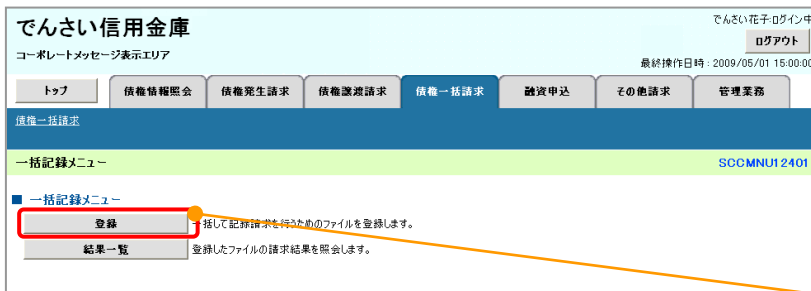 でんさい信用金庫
でんさい花子:ログイン中
ログアウト
コーポレートメッセージ表示エリア
最終操作日時:2009/05/01 15:00:00
トップ 債権情報照会 債権発生請求 債権譲渡請求 債権一括請求 融資申込 その他請求 管理業務
債権一括請求
一括記録メニュー SCCMNU12401
■ 一括記録メニュー
登録 一括して記録請求を行うためのファイルを登録します。
結果一覧 登録したファイルの請求結果を照会します。